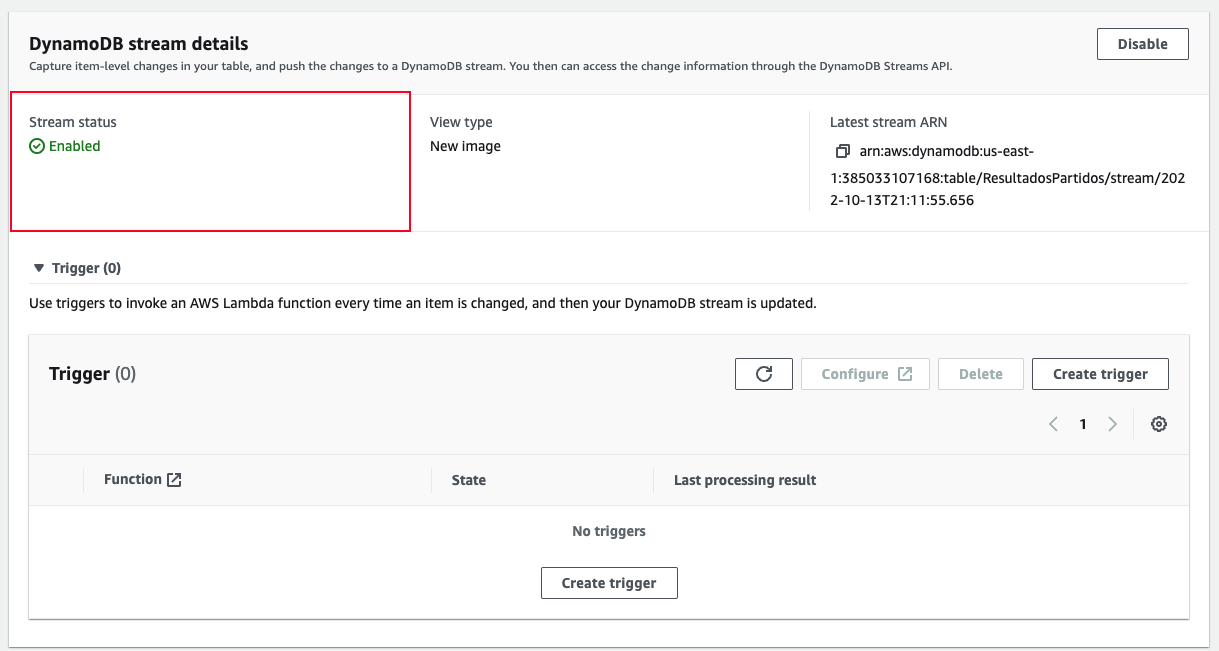 DynamoDB stream details
Disable
Capture item-level changes in your table, and push the changes to a DynamoDB stream. You then can access the change information through the DynamoDB Streams API.
Stream status
Enabled
View type
New image
Latest stream ARN
arn:aws:dynamodb:us-east-
1:385033107168:table/ResultadosPartidos/stream/202
2-10-13T21:11:55.656
Trigger (0)
Use triggers to invoke an AWS Lambda function every time an item is changed, and then your DynamoDB stream is updated.
Trigger (0)
Configure
Delete
Create trigger
1
Function
State
Last processing result
No triggers
Create trigger